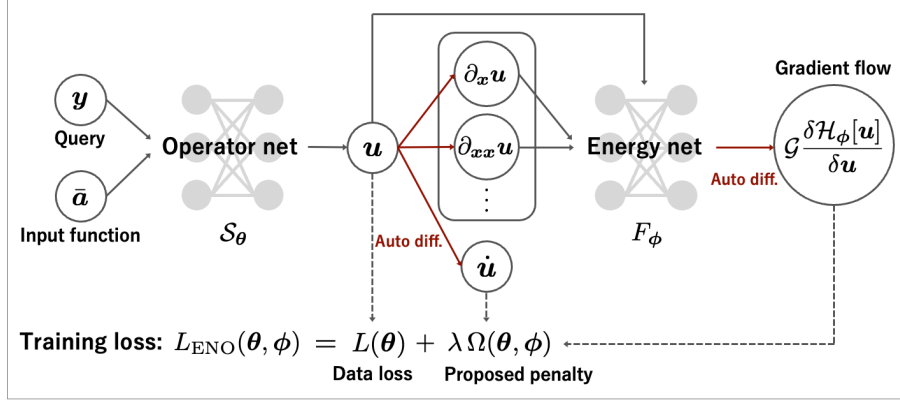 Gradient flow
y
Query
ā
Input function
Operator net
𝒮_θ
u
∂ₓu
∂ₓₓu
⋮
u̇
Auto diff.
Energy net
F_ϕ
Auto diff.
𝒢 δℋ_ϕ[u] / δu
Training loss: L_ENO(θ, ϕ) = L(θ) + λ Ω(θ, ϕ)
Data loss
Proposed penalty